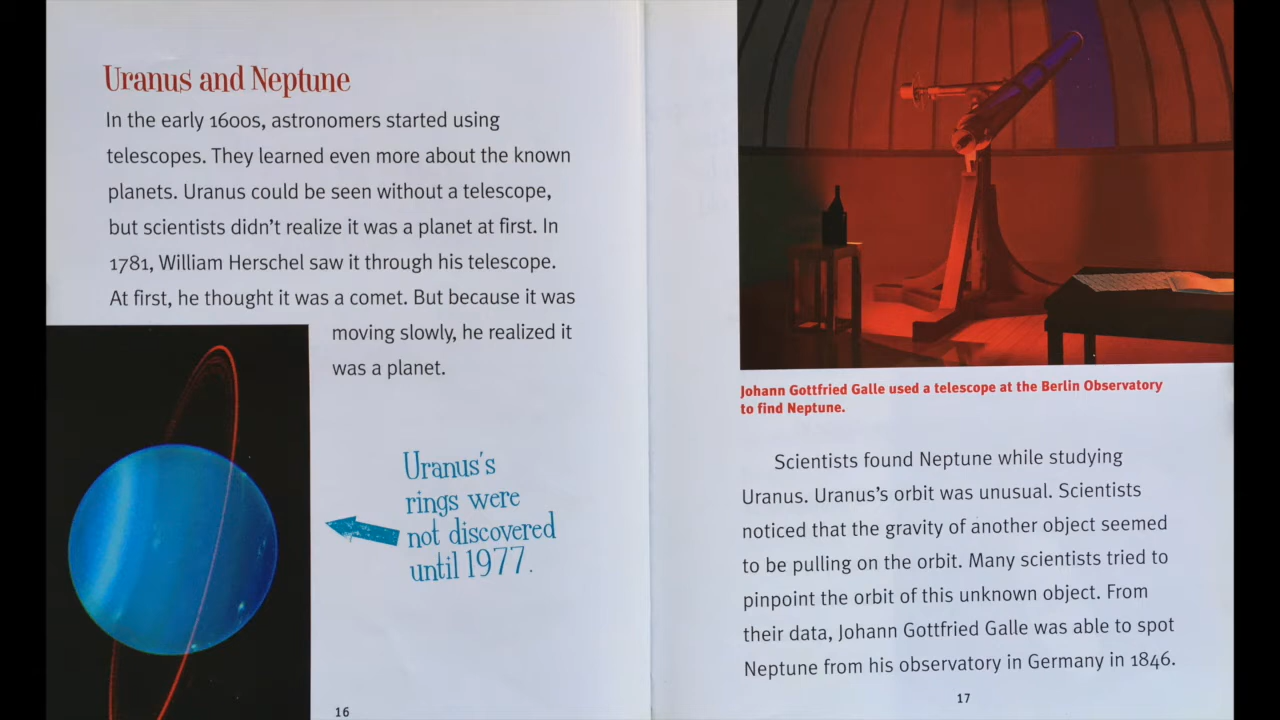 Uranus and Neptune
In the early 1600s, astronomers started using
telescopes. They learned even more about the known
planets. Uranus could be seen without a telescope,
but scientists didn't realize it was a planet at first. In
1781, William Herschel saw it through his telescope.
At first, he thought it was a comet. But because it was
moving slowly, he realized it
was a planet.
Uranus's
rings were
not discovered
until 1977.
16
Johann Gottfried Galle used a telescope at the Berlin Observatory
to find Neptune.
Scientists found Neptune while studying
Uranus. Uranus's orbit was unusual. Scientists
noticed that the gravity of another object seemed
to be pulling on the orbit. Many scientists tried to
pinpoint the orbit of this unknown object. From
their data, Johann Gottfried Galle was able to spot
Neptune from his observatory in Germany in 1846.
17